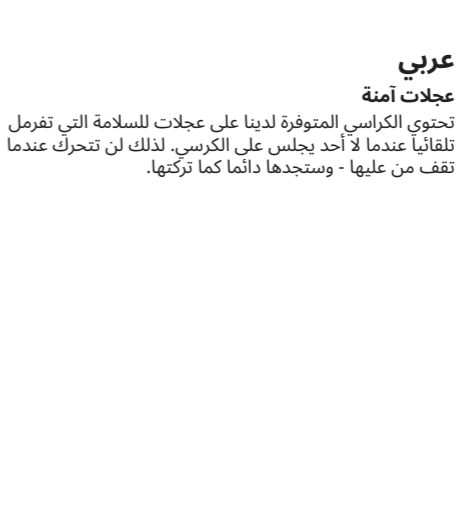 عربي
عجلات آمنة
تحتوي الكراسي المتوفرة لدينا على عجلات للسلامة التي تفرمل
تلقائياً عندما لا أحد يجلس على الكرسي. لذلك لن تتحرك عندما
تقف من عليها - وستجدها دائما كما تركتها.